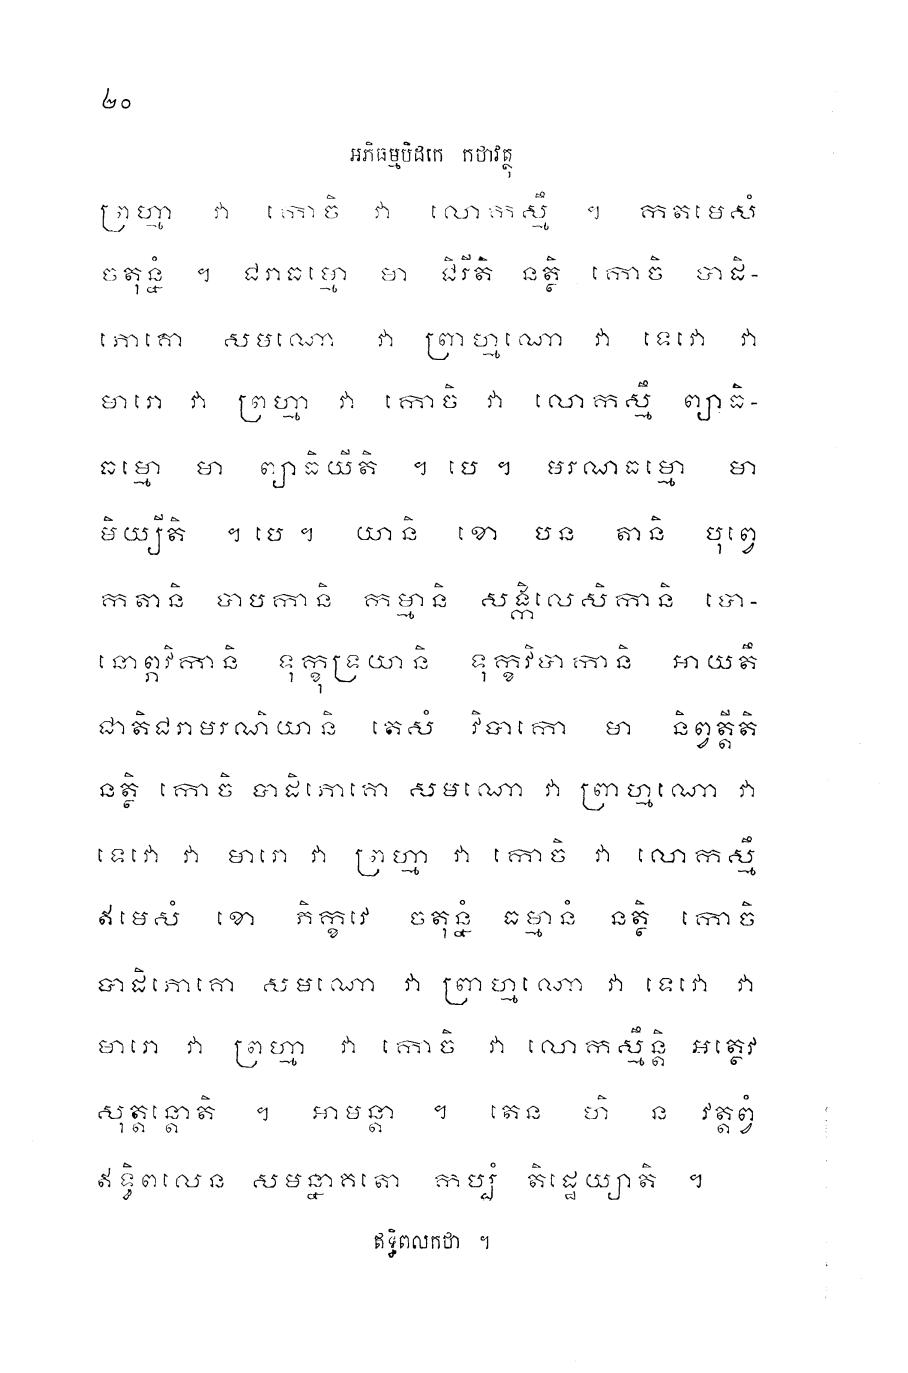 ២០
អភិធម្មបិដកេ កថាវត្ថុ
ព្រហ្មា វា កោចិ វា លោកស្មឹ ។ កតមេសំ
ចតុន្នំ ។ ជរាធម្មោ មា ជិរីតិ នត្ថិ កោចិ បាដិ-
ភោគោ សមណោ វា ព្រាហ្មណោ វា ទេវោ វា
មារោ វា ព្រហ្មា វា កោចិ វា លោកស្មឹ ព្យាធិ-
ធម្មោ មា ព្យាធិយីតិ ។ បេ ។ មរណធម្មោ មា
មិយ្យីតិ ។ បេ ។ យានិ ខោ បន តានិ បុព្វេ
កតានិ បាបកានិ កម្មានិ សង្កិលេសិកានិ បោ-
នោព្ភវិកានិ ទុក្ខុទ្រយានិ ទុក្ខវិបាកានិ អាយតឹ
ជាតិជរាមរណិយានិ តេសំ វិបាកោ មា និព្វត្តីតិ
នត្ថិ កោចិ បាដិភោគោ សមណោ វា ព្រាហ្មណោ វា
ទេវោ វា មារោ វា ព្រហ្មា វា កោចិ វា លោកស្មឹ
ឥមេសំ ខោ ភិក្ខវេ ចតុន្នំ ធម្មានំ នត្ថិ កោចិ
បាដិភោគោ សមណោ វា ព្រាហ្មណោ វា ទេវោ វា
មារោ វា ព្រហ្មា វា កោចិ វា លោកស្មឹន្តិ អត្ថេវ
សុត្តន្តោតិ ។ អាមន្តា ។ តេន ហិ ន វត្តព្វំ
ឥទ្ធិពលេន សមន្នាគតោ កប្បំ តិដ្ឋេយ្យាតិ ។
ឥទ្ធិពលកថា ។